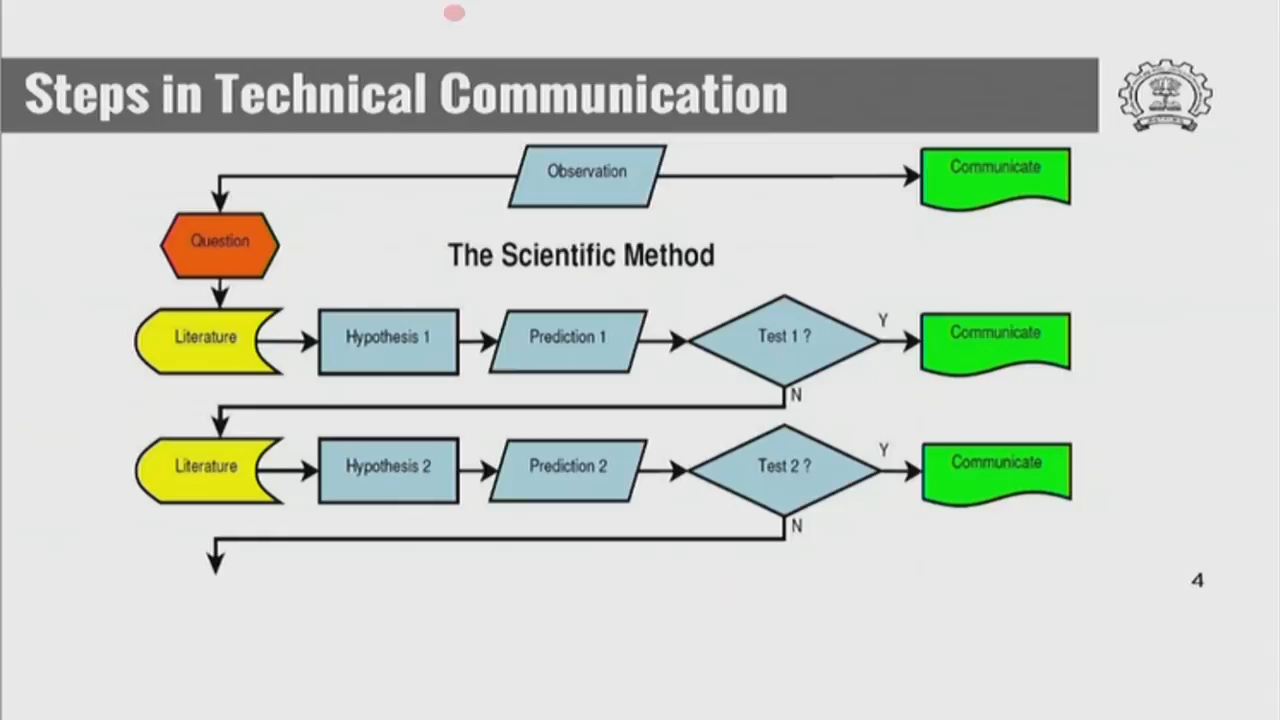 Steps in Technical Communication
Observation
Communicate
Question
The Scientific Method
Literature
Hypothesis 1
Prediction 1
Test 1 ?
Y
Communicate
N
Literature
Hypothesis 2
Prediction 2
Test 2 ?
Y
Communicate
N
4